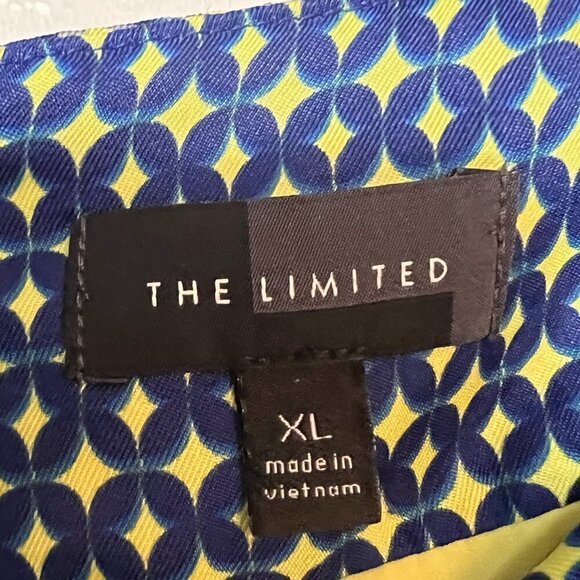 THE LIMITED
XL
made in
vietnam